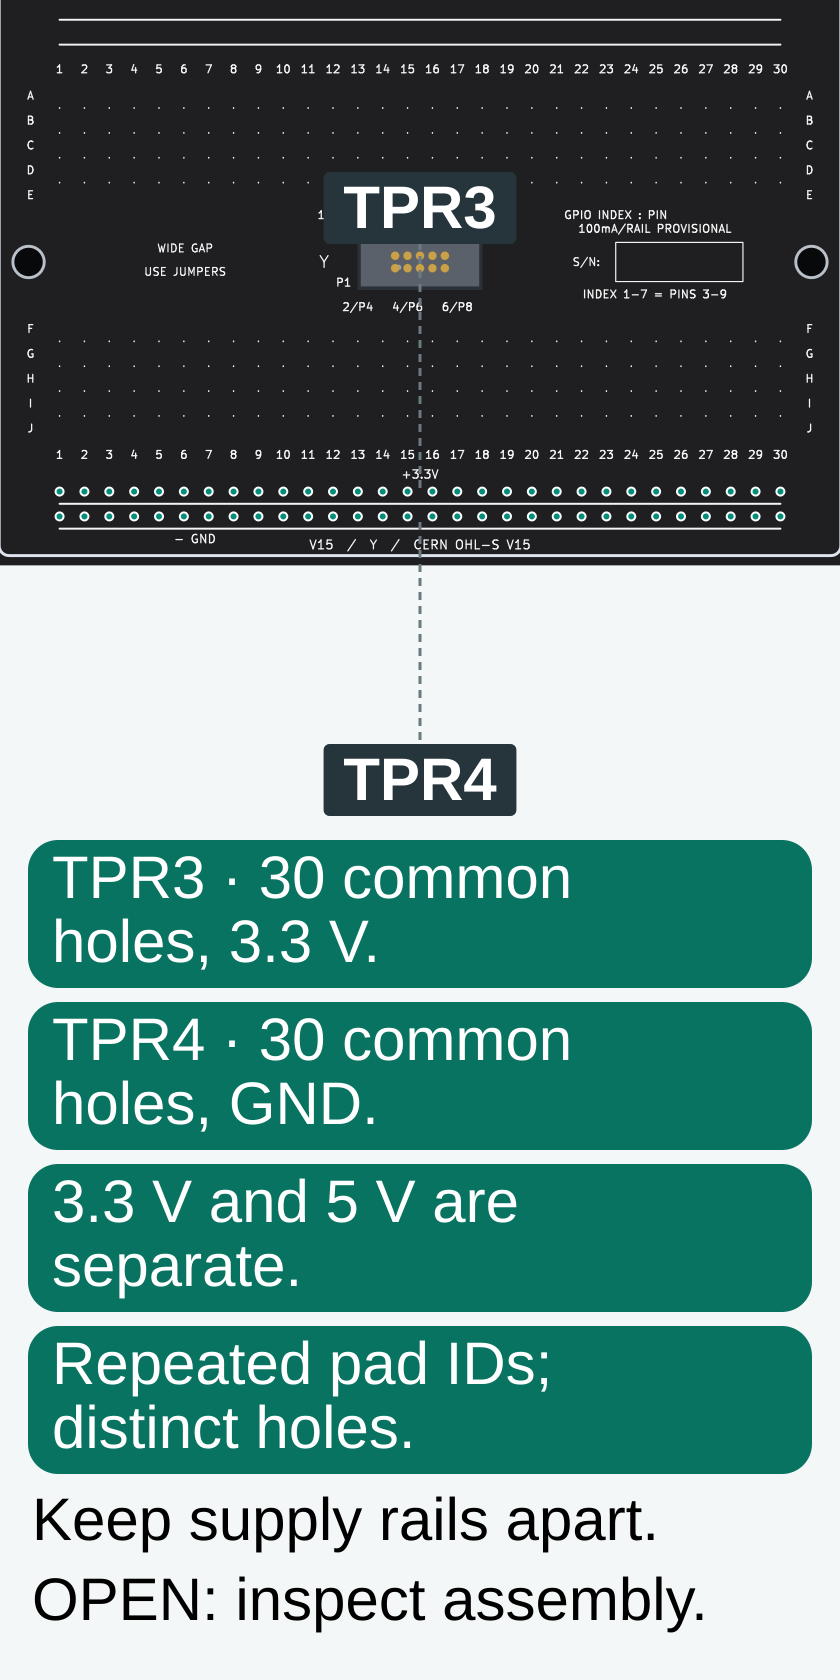 1 2 3 4 5 6 7 8 9 10 11 12 13 14 15 16 17 18 19 20 21 22 23 24 25 26 27 28 29 30
A A
B B
C C
D D
E E
TPR3
1
GPIO INDEX : PIN
100mA/RAIL PROVISIONAL
WIDE GAP
USE JUMPERS
Y
P1
S/N:
2/P4 4/P6 6/P8
INDEX 1-7 = PINS 3-9
F F
G G
H H
I I
J J
1 2 3 4 5 6 7 8 9 10 11 12 13 14 15 16 17 18 19 20 21 22 23 24 25 26 27 28 29 30
+3.3V
- GND
V15 / Y / CERN OHL-S V15
TPR4
TPR3 · 30 common
holes, 3.3 V.
TPR4 · 30 common
holes, GND.
3.3 V and 5 V are
separate.
Repeated pad IDs;
distinct holes.
Keep supply rails apart.
OPEN: inspect assembly.